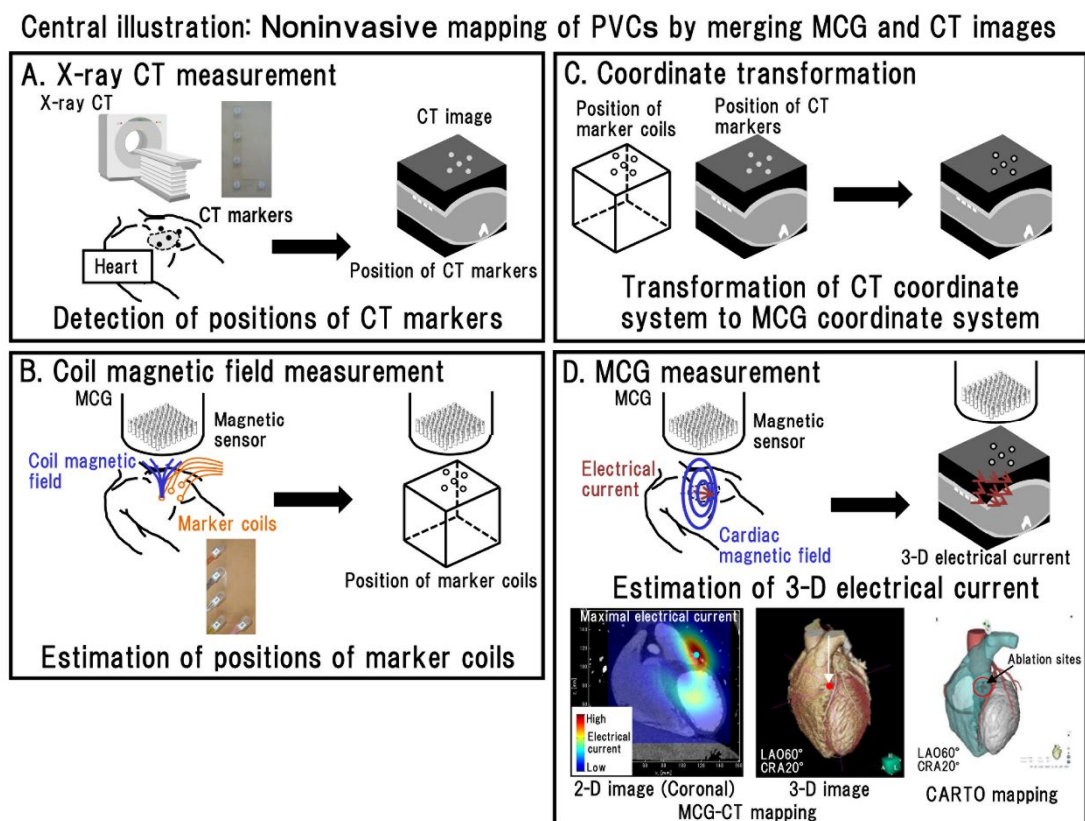 Central illustration: Noninvasive mapping of PVCs by merging MCG and CT images
A. X-ray CT measurement
X-ray CT
CT markers
Heart
CT image
Position of CT markers
Detection of positions of CT markers
B. Coil magnetic field measurement
MCG
Magnetic
sensor
Coil magnetic
field
Marker coils
Position of marker coils
Estimation of positions of marker coils
C. Coordinate transformation
Position of
marker coils
Position of CT
markers
Transformation of CT coordinate
system to MCG coordinate system
D. MCG measurement
MCG
Magnetic
sensor
Electrical
current
Cardiac
magnetic field
3-D electrical current
Estimation of 3-D electrical current
Maximal electrical current
High
Electrical
current
Low
2-D image (Coronal)
LAO60°
CRA20°
3-D image
MCG-CT mapping
Ablation sites
LAO60°
CRA20°
CARTO mapping